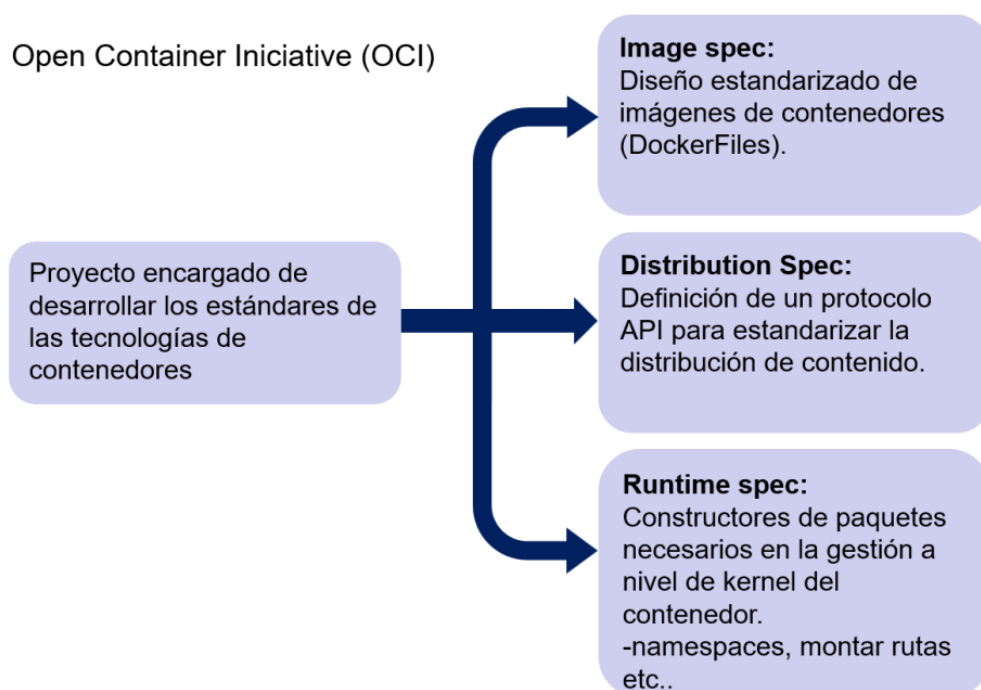 Open Container Iniciative (OCI)
Proyecto encargado de
desarrollar los estándares de
las tecnologías de
contenedores
Image spec:
Diseño estandarizado de
imágenes de contenedores
(DockerFiles).
Distribution Spec:
Definición de un protocolo
API para estandarizar la
distribución de contenido.
Runtime spec:
Constructores de paquetes
necesarios en la gestión a
nivel de kernel del
contenedor.
-namespaces, montar rutas
etc..